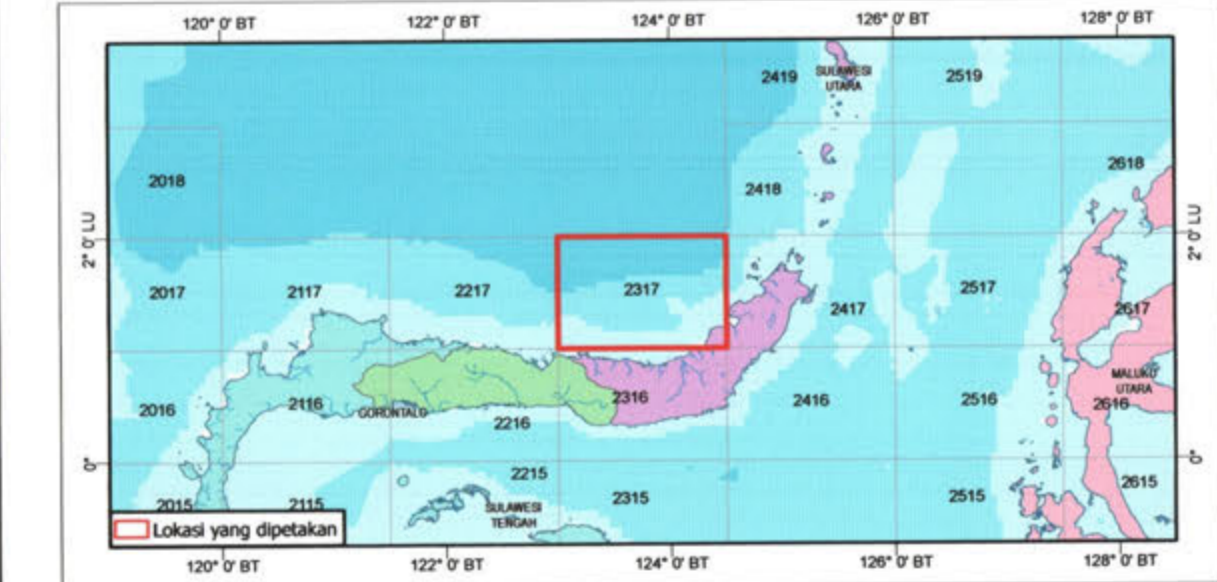 120° 0' BT 122° 0' BT 124° 0' BT 126° 0' BT 128° 0' BT
2419 SULAWESI
UTARA 2519
2018 2418 2618
2° 0' LU 2° 0' LU
2017 2117 2217 2317 2417 2517 2617
MALUKU
UTARA
2016 2116 GORONTALO 2216 2316 2416 2516 2616
0° 0°
2015 2115 2215 2315 2515 2615
SULAWESI
TENGAH
Lokasi yang dipetakan
120° 0' BT 122° 0' BT 124° 0' BT 126° 0' BT 128° 0' BT